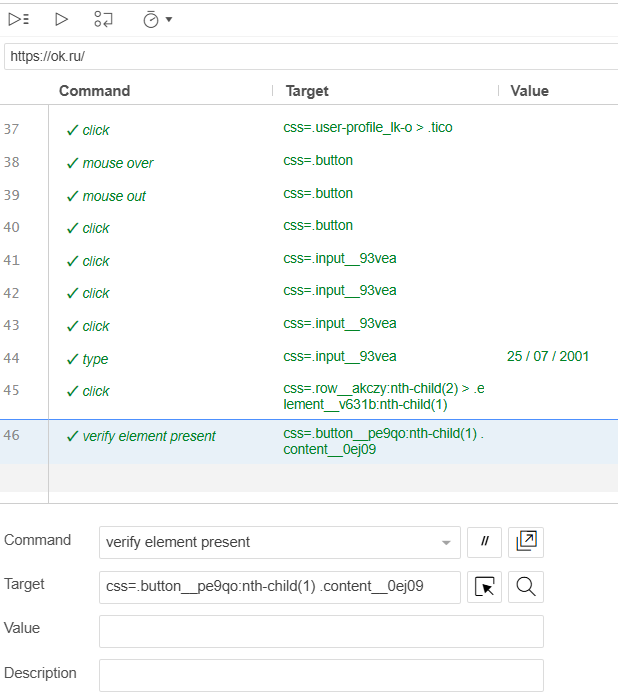 https://ok.ru/
Command Target Value
37 ✓ click css=.user-profile_lk-o > .tico
38 ✓ mouse over css=.button
39 ✓ mouse out css=.button
40 ✓ click css=.button
41 ✓ click css=.input__93vea
42 ✓ click css=.input__93vea
43 ✓ click css=.input__93vea
44 ✓ type css=.input__93vea 25 / 07 / 2001
45 ✓ click css=.row__akczy:nth-child(2) > .e
lement__v631b:nth-child(1)
46 ✓ verify element present css=.button__pe9qo:nth-child(1) .
content__0ej09
Command verify element present //
Target css=.button__pe9qo:nth-child(1) .content__0ej09
Value
Description